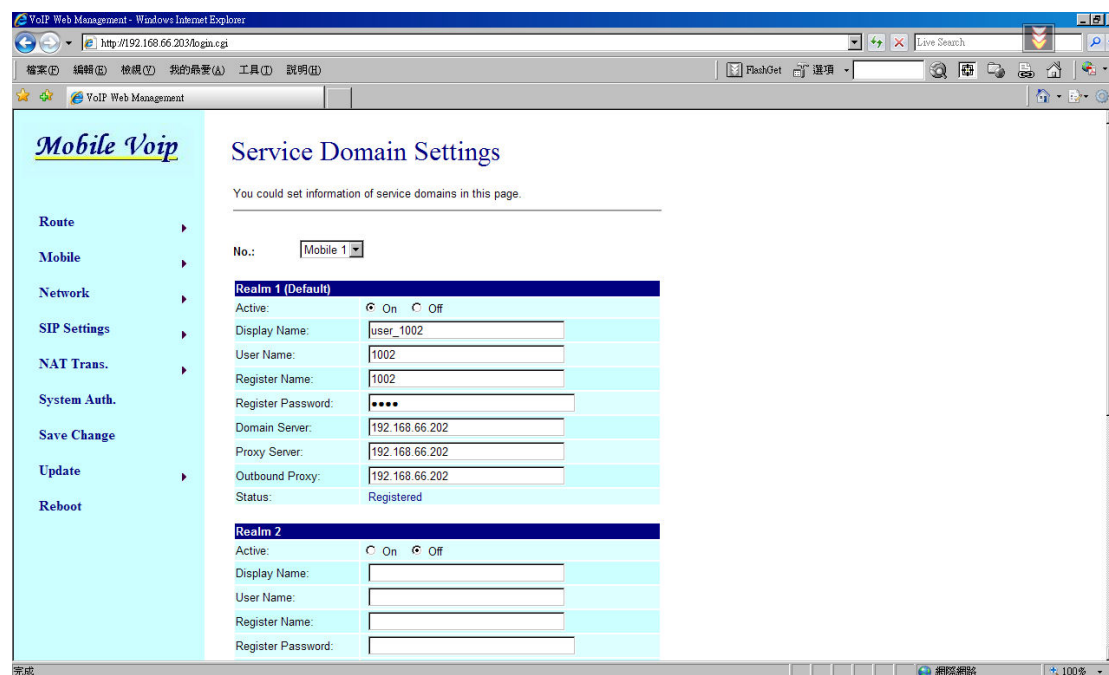 VoIP Web Management - Windows Internet Explorer
http://192.168.66.203/login.cgi
Live Search
檔案(F) 編輯(E) 檢視(V) 我的最愛(A) 工具(T) 說明(H)
FlashGet 選項
VoIP Web Management
Mobile Voip
Route
Mobile
Network
SIP Settings
NAT Trans.
System Auth.
Save Change
Update
Reboot
Service Domain Settings
You could set information of service domains in this page.
No.: Mobile 1
Realm 1 (Default)
Active: On Off
Display Name: user_1002
User Name: 1002
Register Name: 1002
Register Password: ••••
Domain Server: 192.168.66.202
Proxy Server: 192.168.66.202
Outbound Proxy: 192.168.66.202
Status: Registered
Realm 2
Active: On Off
Display Name:
User Name:
Register Name:
Register Password:
完成
網際網路
100%